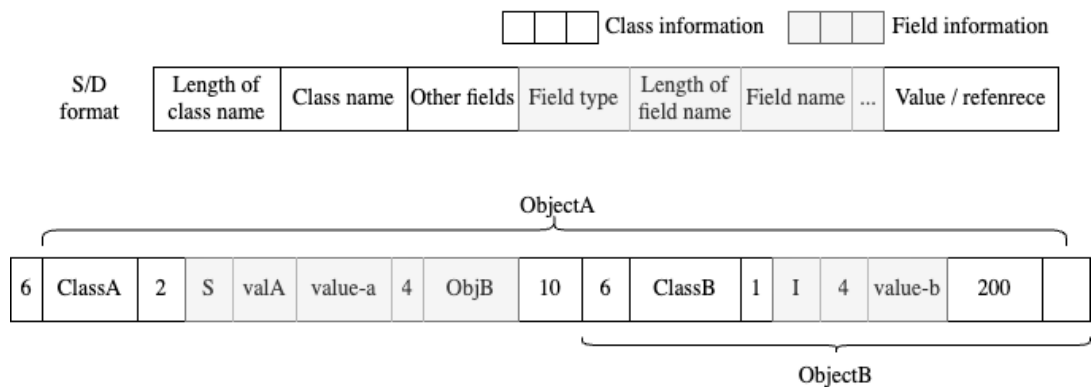 Class information
Field information
S/D
format
Length of
class name
Class name
Other fields
Field type
Length of
field name
Field name
...
Value / refenrece
ObjectA
6 ClassA 2 S valA value-a 4 ObjB 10 6 ClassB 1 I 4 value-b 200
ObjectB